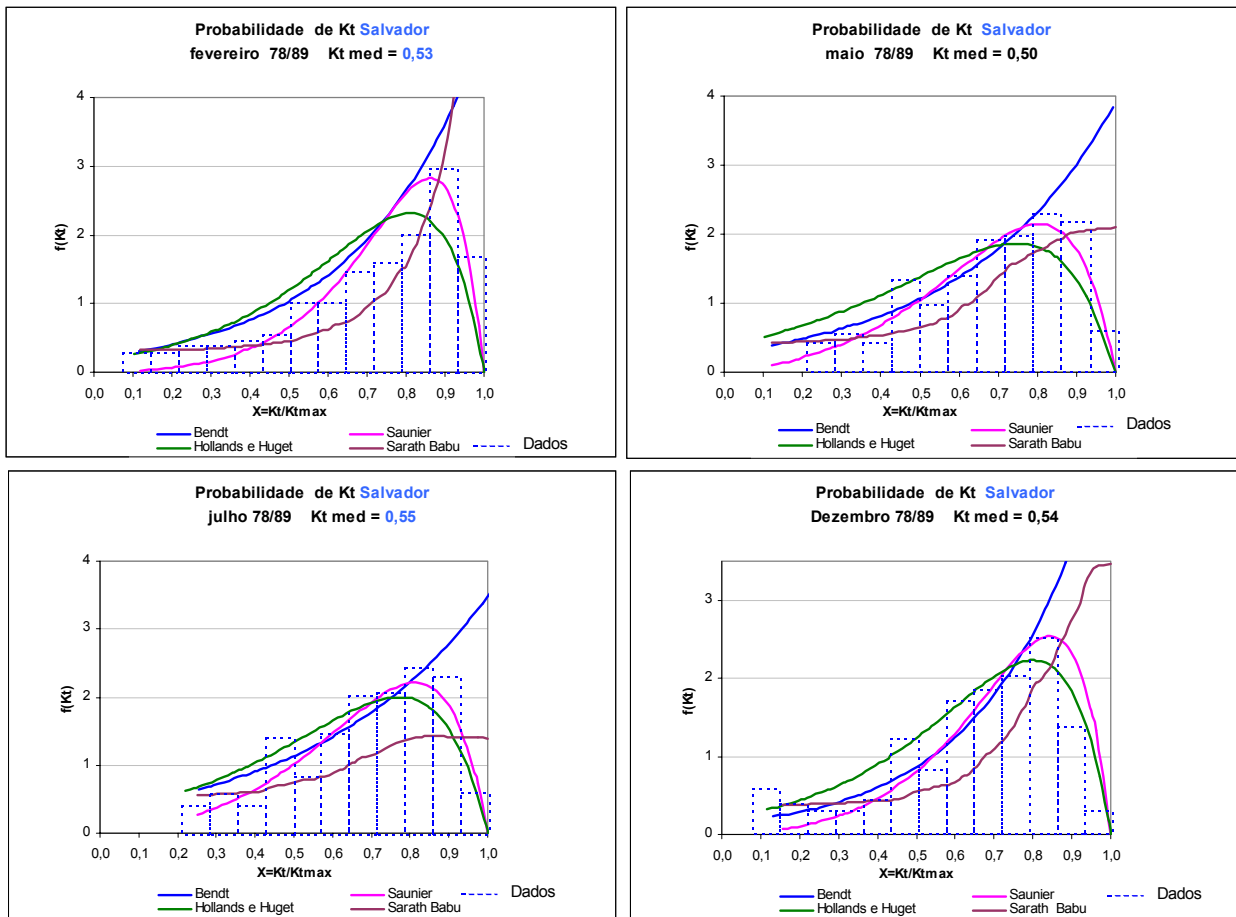 Probabilidade de Kt Salvador
fevereiro 78/89 Kt med = 0,53
f(Kt)
4
3
2
1
0
0,0 0,1 0,2 0,3 0,4 0,5 0,6 0,7 0,8 0,9 1,0
X=Kt/Ktmax
Bendt Saunier Dados
Hollands e Huget Sarath Babu
Probabilidade de Kt Salvador
maio 78/89 Kt med = 0,50
f(Kt)
4
3
2
1
0
0,0 0,1 0,2 0,3 0,4 0,5 0,6 0,7 0,8 0,9 1,0
X=Kt/Ktmax
Bendt Saunier Dados
Hollands e Huget Sarath Babu
Probabilidade de Kt Salvador
julho 78/89 Kt med = 0,55
f(Kt)
4
3
2
1
0
0,0 0,1 0,2 0,3 0,4 0,5 0,6 0,7 0,8 0,9 1,0
X=Kt/Ktmax
Bendt Saunier Dados
Hollands e Huget Sarath Babu
Probabilidade de Kt Salvador
Dezembro 78/89 Kt med = 0,54
f(Kt)
3
2
1
0
0,0 0,1 0,2 0,3 0,4 0,5 0,6 0,7 0,8 0,9 1,0
X=Kt/Ktmax
Bendt Saunier Dados
Hollands e Huget Sarath Babu